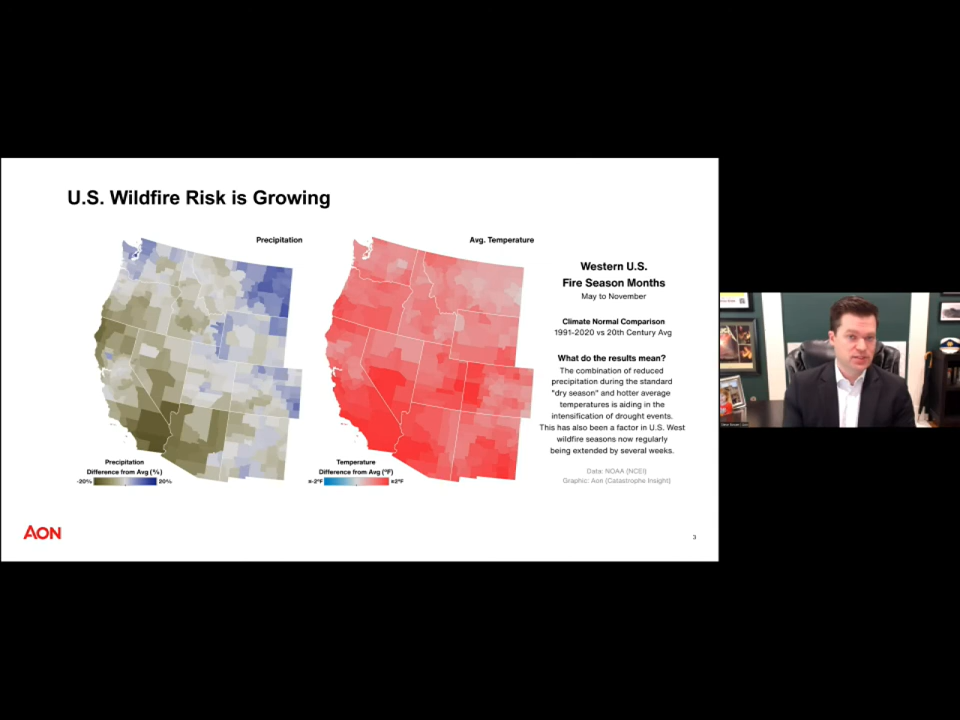 U.S. Wildfire Risk is Growing
Precipitation
Avg. Temperature
Western U.S.
Fire Season Months
May to November
Climate Normal Comparison
1991-2020 vs 20th Century Avg
What do the results mean?
The combination of reduced
precipitation during the standard
"dry season" and hotter average
temperatures is aiding in the
intensification of drought events.
This has also been a factor in U.S. West
wildfire seasons now regularly
being extended by several weeks.
Data: NOAA (NCEI)
Graphic: Aon (Catastrophe Insight)
Precipitation
Difference from Avg (%)
-20% 20%
Temperature
Difference from Avg (°F)
≤-2°F ≥2°F
AON
3